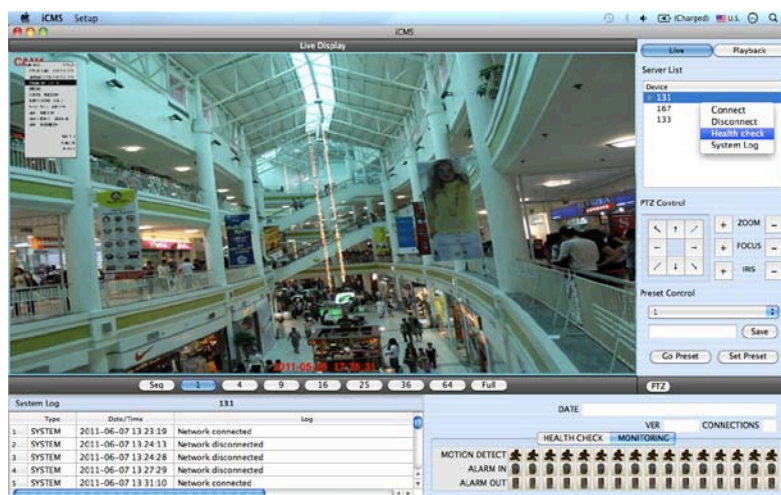 iCMS Setup (Charged) U.S.
iCMS
Live Display
Live Playback
CAM1
Server List
Device
131
167
133
Connect
Disconnect
Health check
System Log
PTZ Control
+ ZOOM −
+ FOCUS −
+ IRIS −
Preset Control
1
Save
Go Preset Set Preset
Seq 1 4 9 16 25 36 64 Full
PTZ
System Log 131
Type Date/Time Log
1 SYSTEM 2011-06-07 13:23:19 Network connected
2 SYSTEM 2011-06-07 13:24:13 Network disconnected
3 SYSTEM 2011-06-07 13:24:28 Network disconnected
4 SYSTEM 2011-06-07 13:27:29 Network disconnected
5 SYSTEM 2011-06-07 13:31:10 Network connected
DATE
VER CONNECTIONS
HEALTH CHECK MONITORING
MOTION DETECT
ALARM IN
ALARM OUT